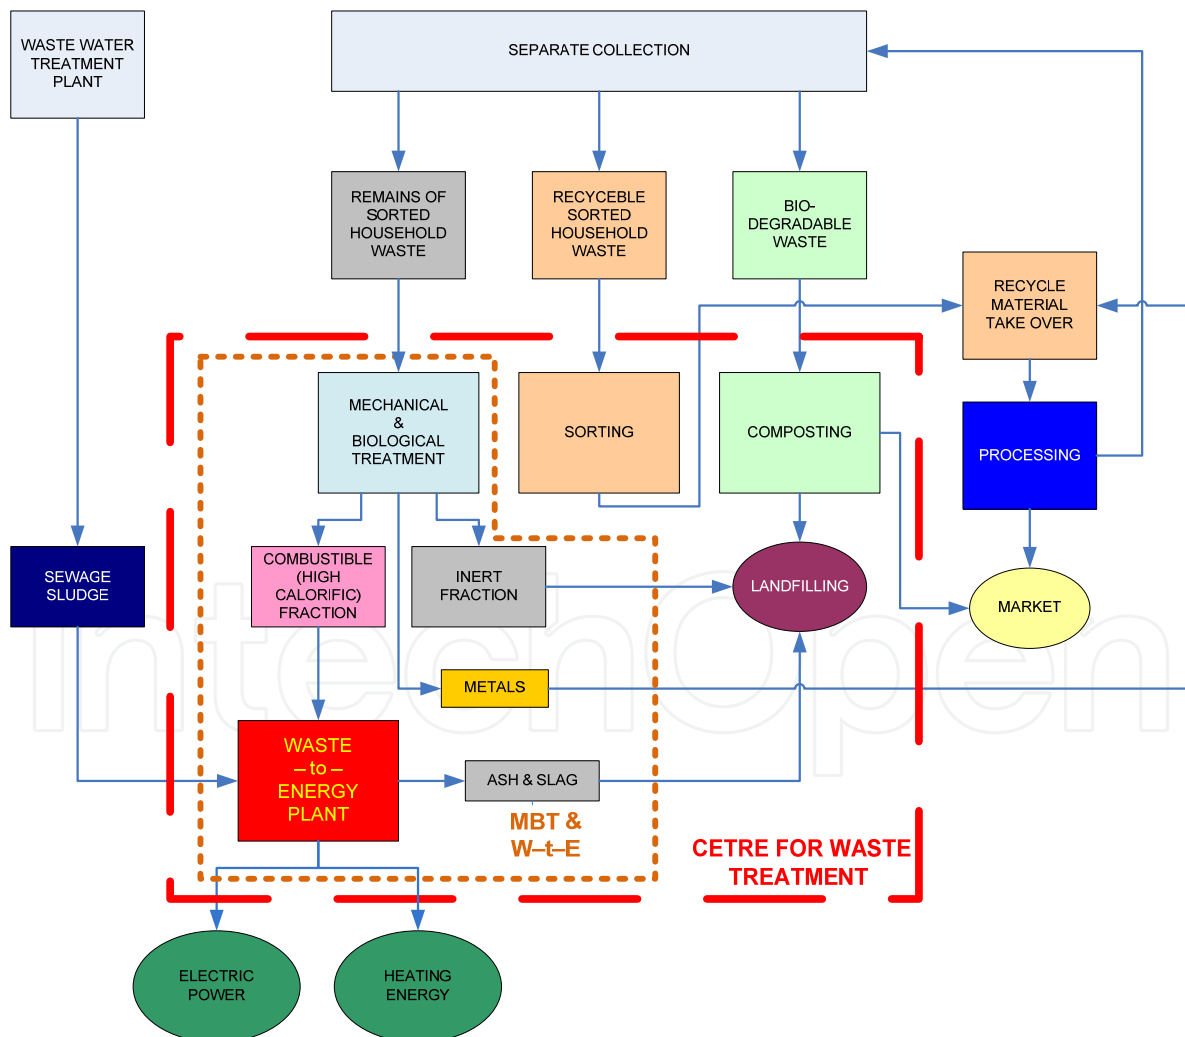 WASTE WATER
TREATMENT
PLANT
SEPARATE COLLECTION
REMAINS OF
SORTED
HOUSEHOLD
WASTE
RECYCEBLE
SORTED
HOUSEHOLD
WASTE
BIO-
DEGRADABLE
WASTE
RECYCLE
MATERIAL
TAKE OVER
MECHANICAL
&
BIOLOGICAL
TREATMENT
SORTING
COMPOSTING
PROCESSING
SEWAGE
SLUDGE
COMBUSTIBLE
(HIGH
CALORIFIC)
FRACTION
INERT
FRACTION
LANDFILLING
MARKET
METALS
WASTE
– to –
ENERGY
PLANT
ASH & SLAG
MBT &
W–t–E
CETRE FOR WASTE
TREATMENT
ELECTRIC
POWER
HEATING
ENERGY
IntechOpen